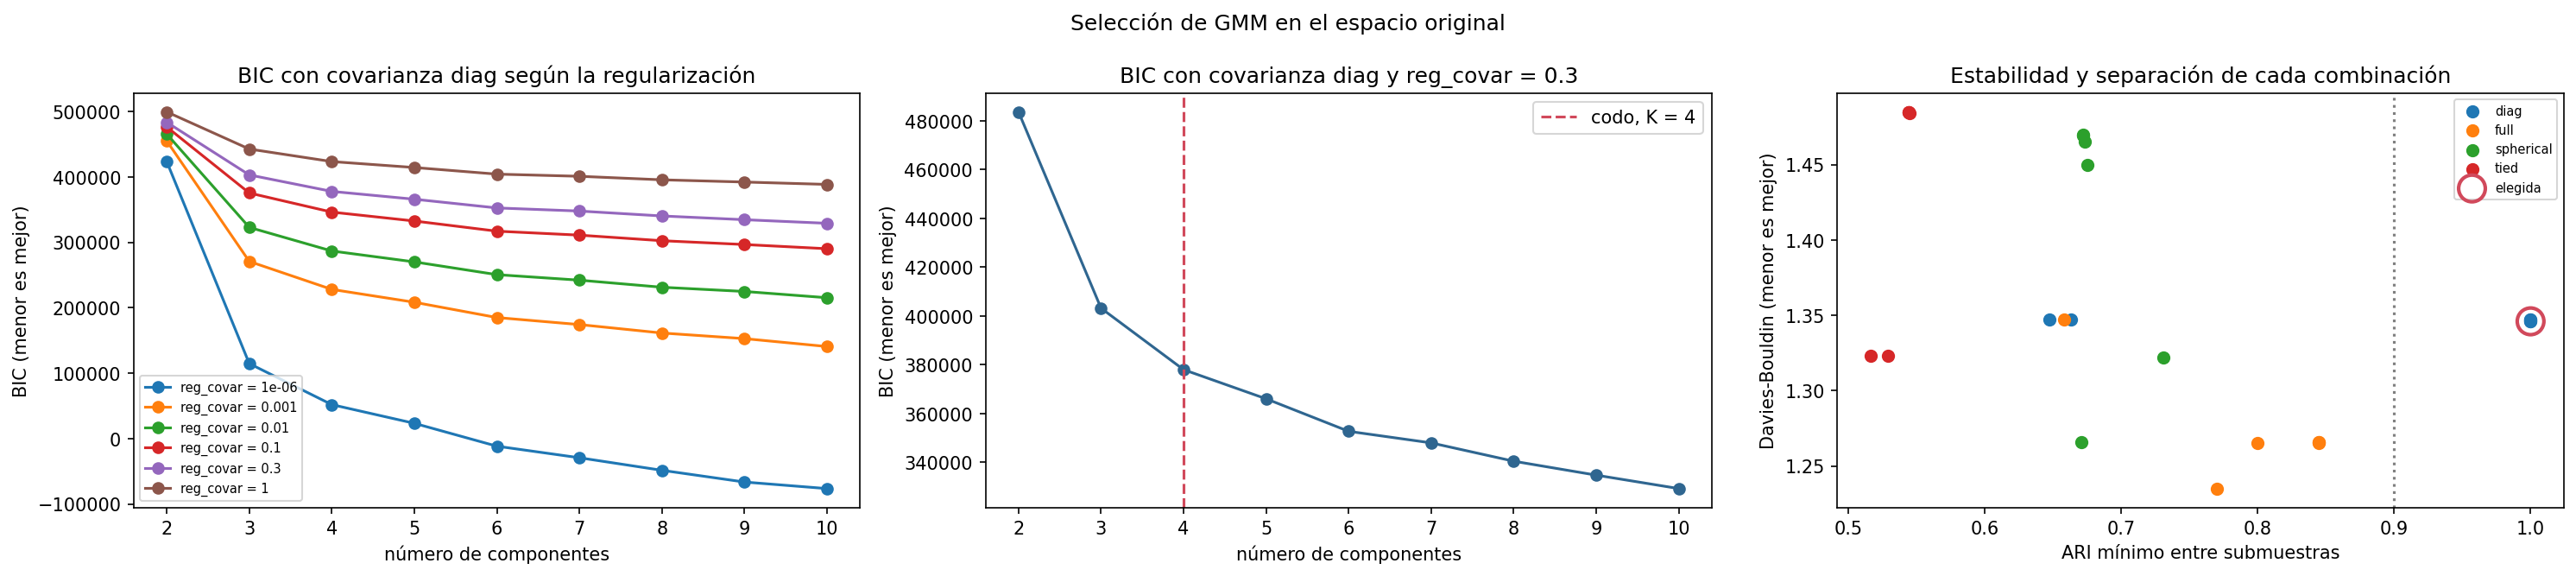 Selección de GMM en el espacio original
BIC con covarianza diag según la regularización
BIC (menor es mejor)
500000
400000
300000
200000
100000
0
−100000
reg_covar = 1e-06
reg_covar = 0.001
reg_covar = 0.01
reg_covar = 0.1
reg_covar = 0.3
reg_covar = 1
2 3 4 5 6 7 8 9 10
número de componentes
BIC con covarianza diag y reg_covar = 0.3
BIC (menor es mejor)
480000
460000
440000
420000
400000
380000
360000
340000
codo, K = 4
2 3 4 5 6 7 8 9 10
número de componentes
Estabilidad y separación de cada combinación
Davies-Bouldin (menor es mejor)
1.45
1.40
1.35
1.30
1.25
diag
full
spherical
tied
elegida
0.5 0.6 0.7 0.8 0.9 1.0
ARI mínimo entre submuestras